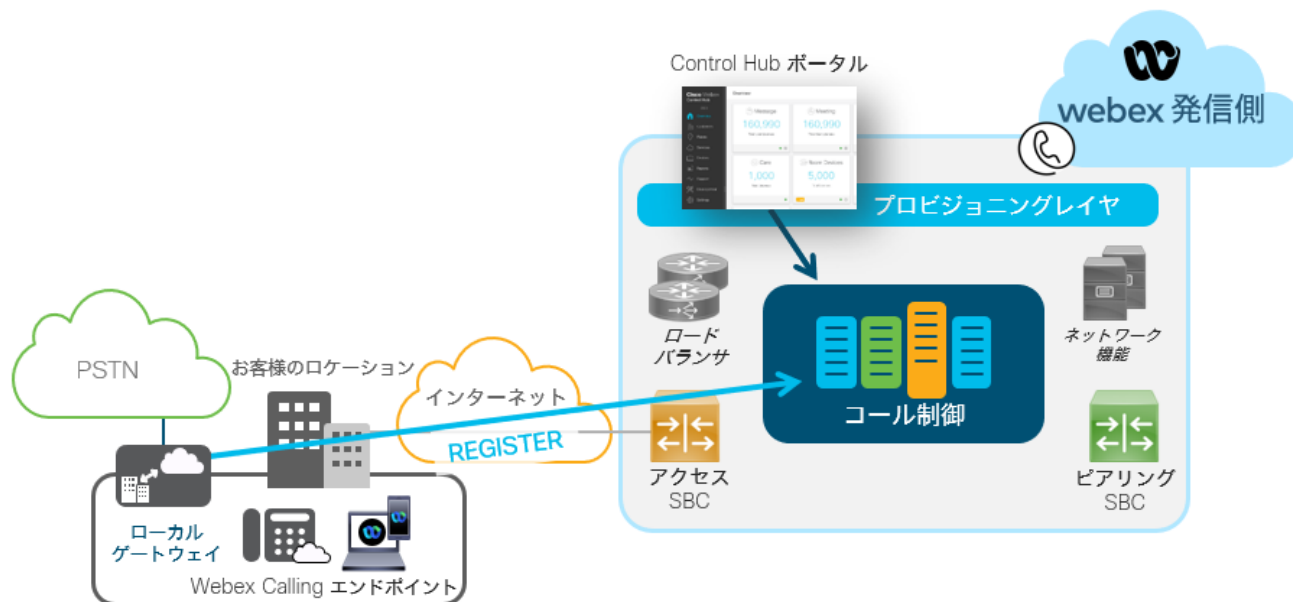 Control Hub ポータル
webex 発信側
Message
160,990
Meeting
160,990
1,000
5,000
プロビジョニングレイヤ
ロード
バランサ
ネットワーク
機能
コール制御
PSTN
お客様のロケーション
インターネット
REGISTER
アクセス
SBC
ピアリング
SBC
ローカル
ゲートウェイ
Webex Calling エンドポイント